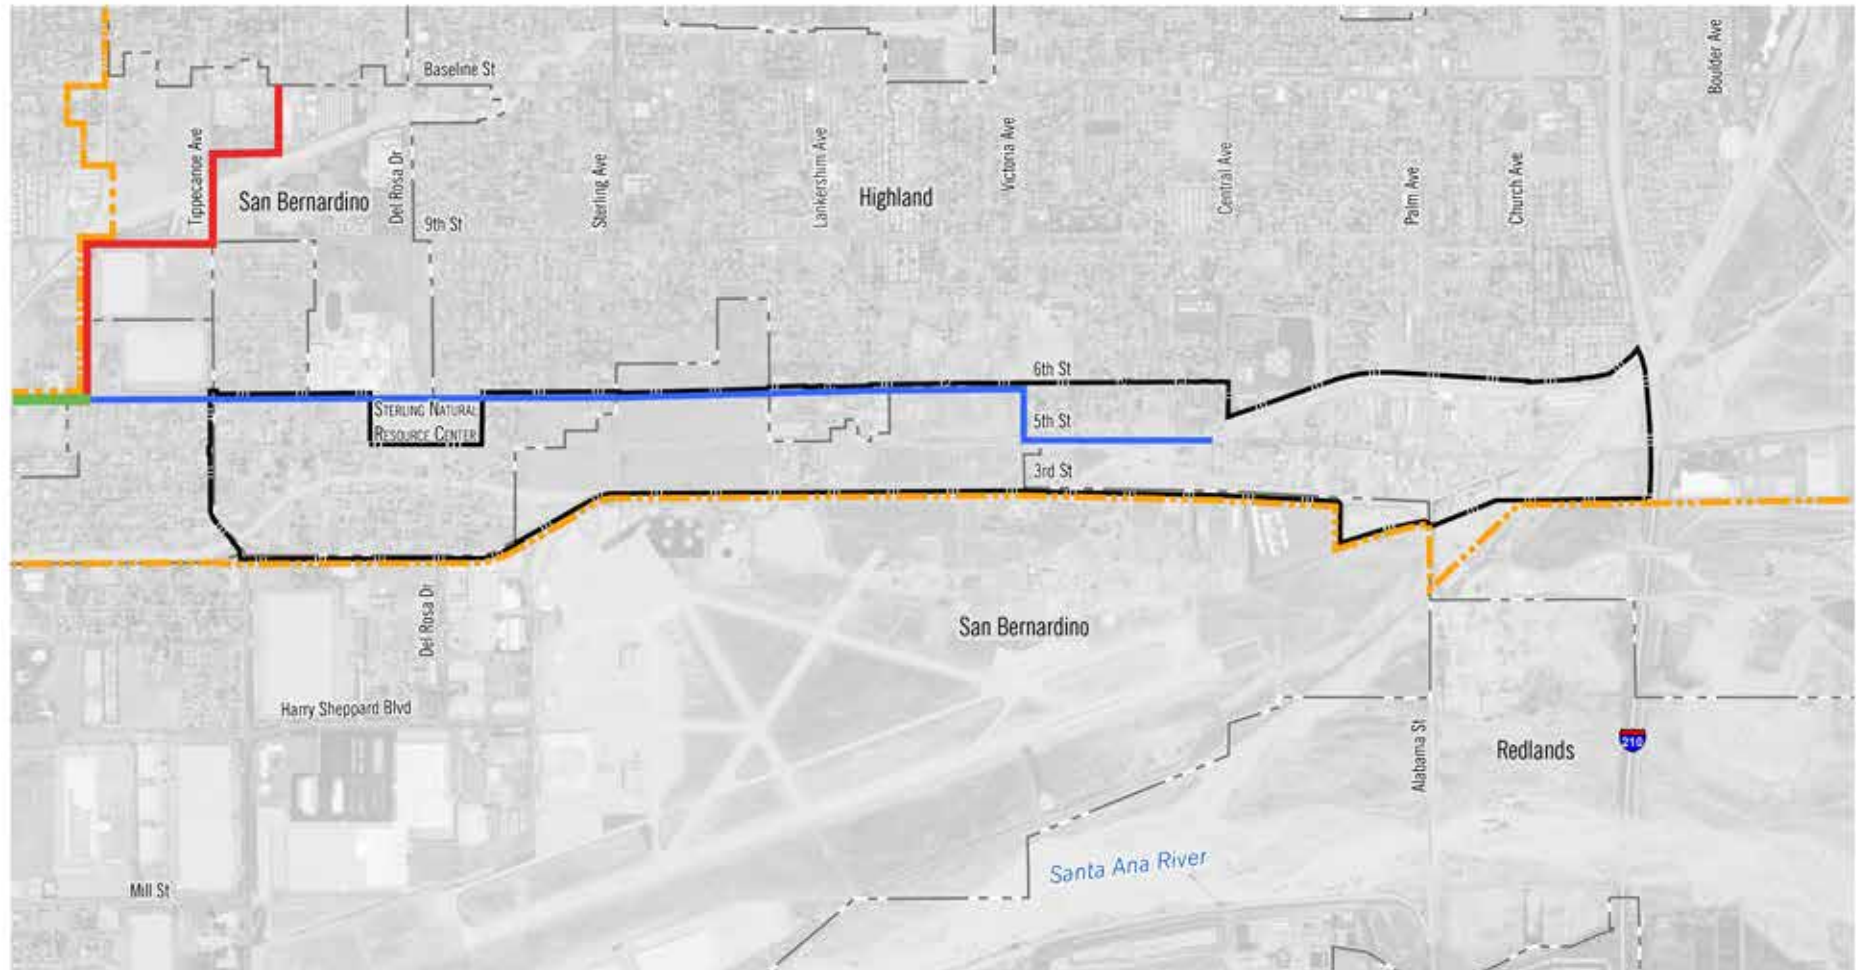 Boulder Ave
Baseline St
Tippecanoe Ave
San Bernardino
Del Rosa Dr
9th St
Sterling Ave
Lankershim Ave
Highland
Victoria Ave
Central Ave
Palm Ave
Church Ave
6th St
Sterling Natural
Resource Center
5th St
3rd St
Del Rosa Dr
San Bernardino
Harry Sheppard Blvd
Alabama St
Redlands
210
Santa Ana River
Mill St